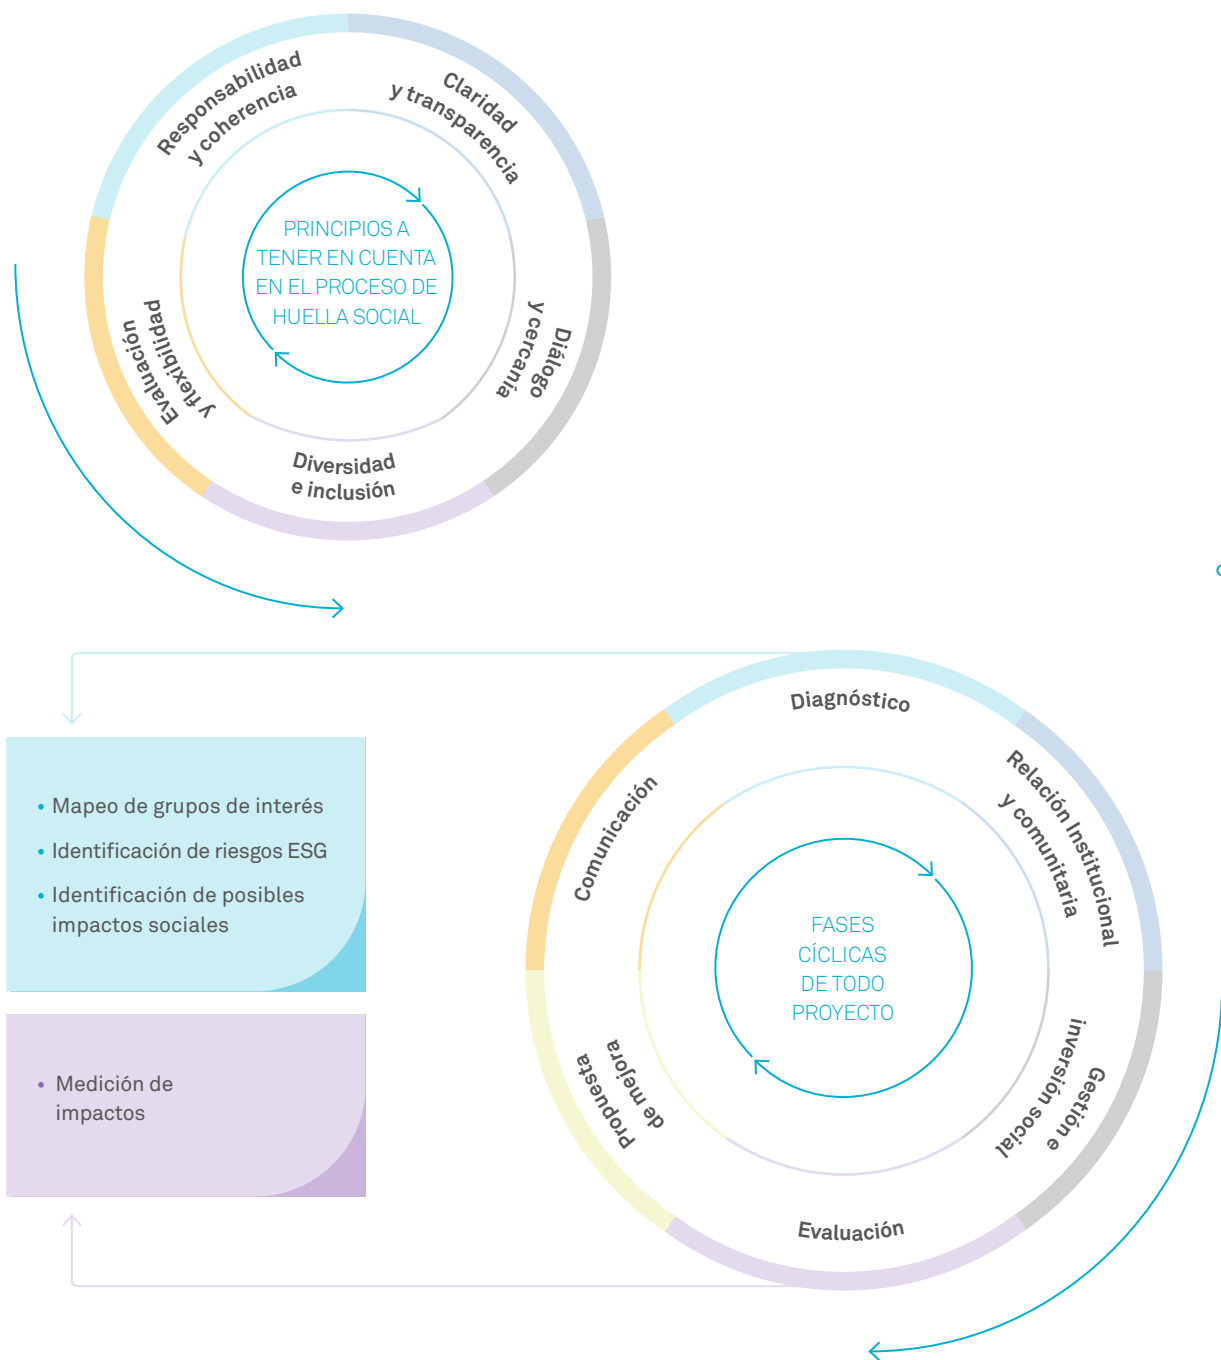 Responsabilidad
y coherencia
Claridad
y transparencia
Diálogo
y cercanía
Diversidad
e inclusión
Evaluación
y flexibilidad
PRINCIPIOS A
TENER EN CUENTA
EN EL PROCESO DE
HUELLA SOCIAL
Diagnóstico
Relación Institucional
y comunitaria
Gestión e
inversión social
Evaluación
Propuesta
de mejora
Comunicación
FASES
CÍCLICAS
DE TODO
PROYECTO
• Mapeo de grupos de interés
• Identificación de riesgos ESG
• Identificación de posibles
impactos sociales
• Medición de
impactos